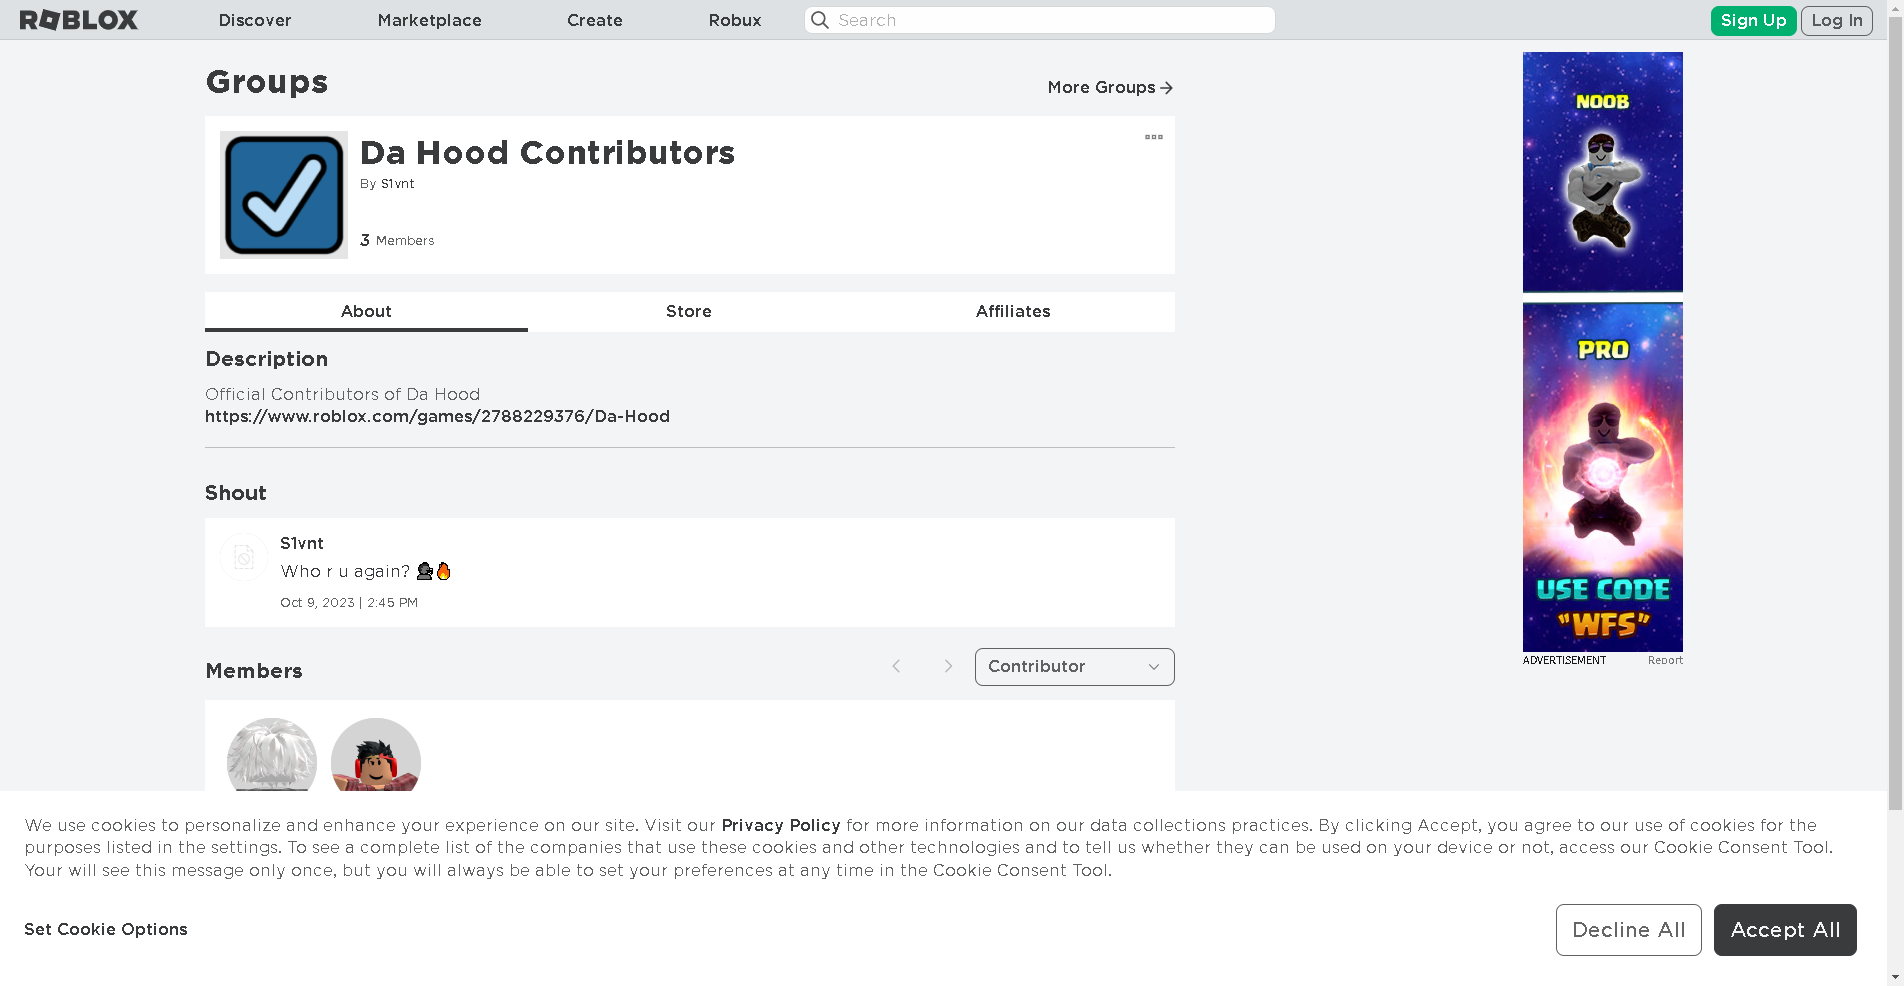 ROBLOX Discover Marketplace Create Robux Search Sign Up Log In
Groups
More Groups
Da Hood Contributors
By S1vnt
3 Members
About Store Affiliates
Description
Official Contributors of Da Hood
https://www.roblox.com/games/2788229376/Da-Hood
Shout
S1vnt
Who r u again? 🗣🔥
Oct 9, 2023 | 2:45 PM
Members
Contributor
NOOB
PRO
USE CODE
"WFS"
ADVERTISEMENT Report
We use cookies to personalize and enhance your experience on our site. Visit our Privacy Policy for more information on our data collections practices. By clicking Accept, you agree to our use of cookies for the
purposes listed in the settings. To see a complete list of the companies that use these cookies and other technologies and to tell us whether they can be used on your device or not, access our Cookie Consent Tool.
Your will see this message only once, but you will always be able to set your preferences at any time in the Cookie Consent Tool.
Set Cookie Options
Decline All Accept All